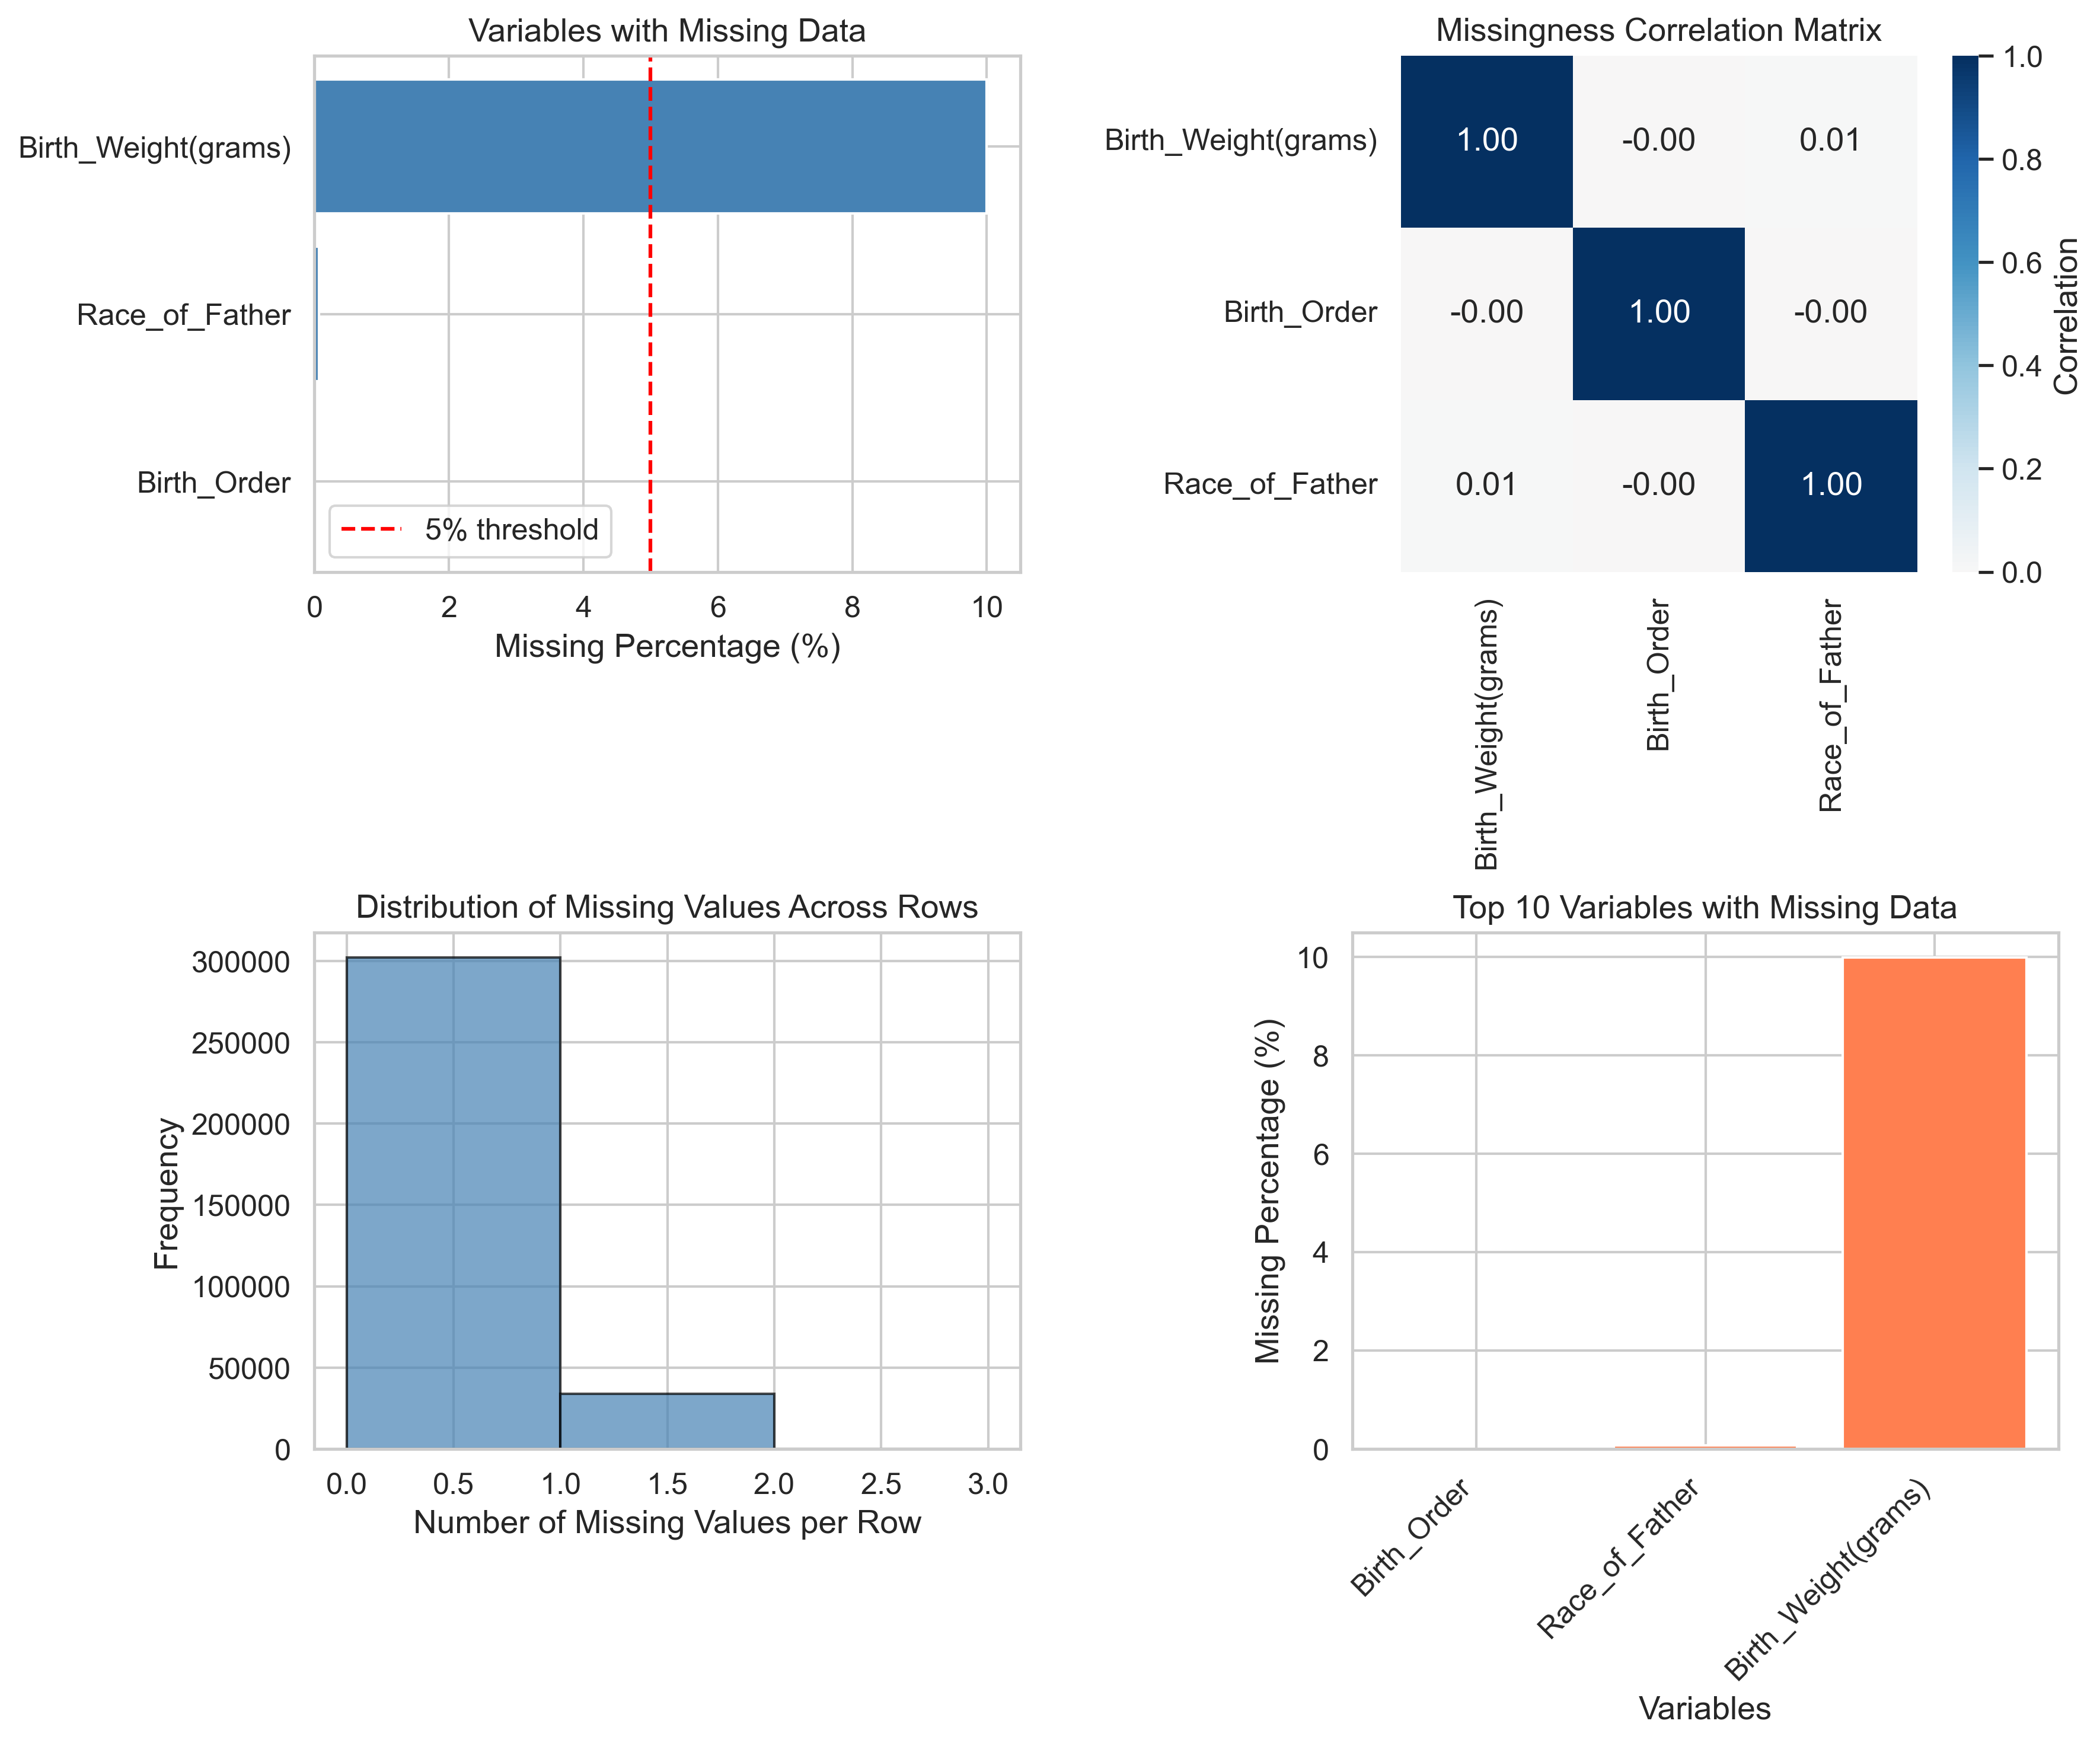 Variables with Missing Data
Birth_Weight(grams)
Race_of_Father
Birth_Order
5% threshold
0 2 4 6 8 10
Missing Percentage (%)
Missingness Correlation Matrix
Birth_Weight(grams) 1.00 -0.00 0.01
Birth_Order -0.00 1.00 -0.00
Race_of_Father 0.01 -0.00 1.00
Birth_Weight(grams)
Birth_Order
Race_of_Father
1.0
0.8
0.6
0.4
0.2
0.0
Correlation
Distribution of Missing Values Across Rows
300000
250000
200000
150000
100000
50000
0
Frequency
0.0 0.5 1.0 1.5 2.0 2.5 3.0
Number of Missing Values per Row
Top 10 Variables with Missing Data
10
8
6
4
2
0
Missing Percentage (%)
Birth_Order
Race_of_Father
Birth_Weight(grams)
Variables